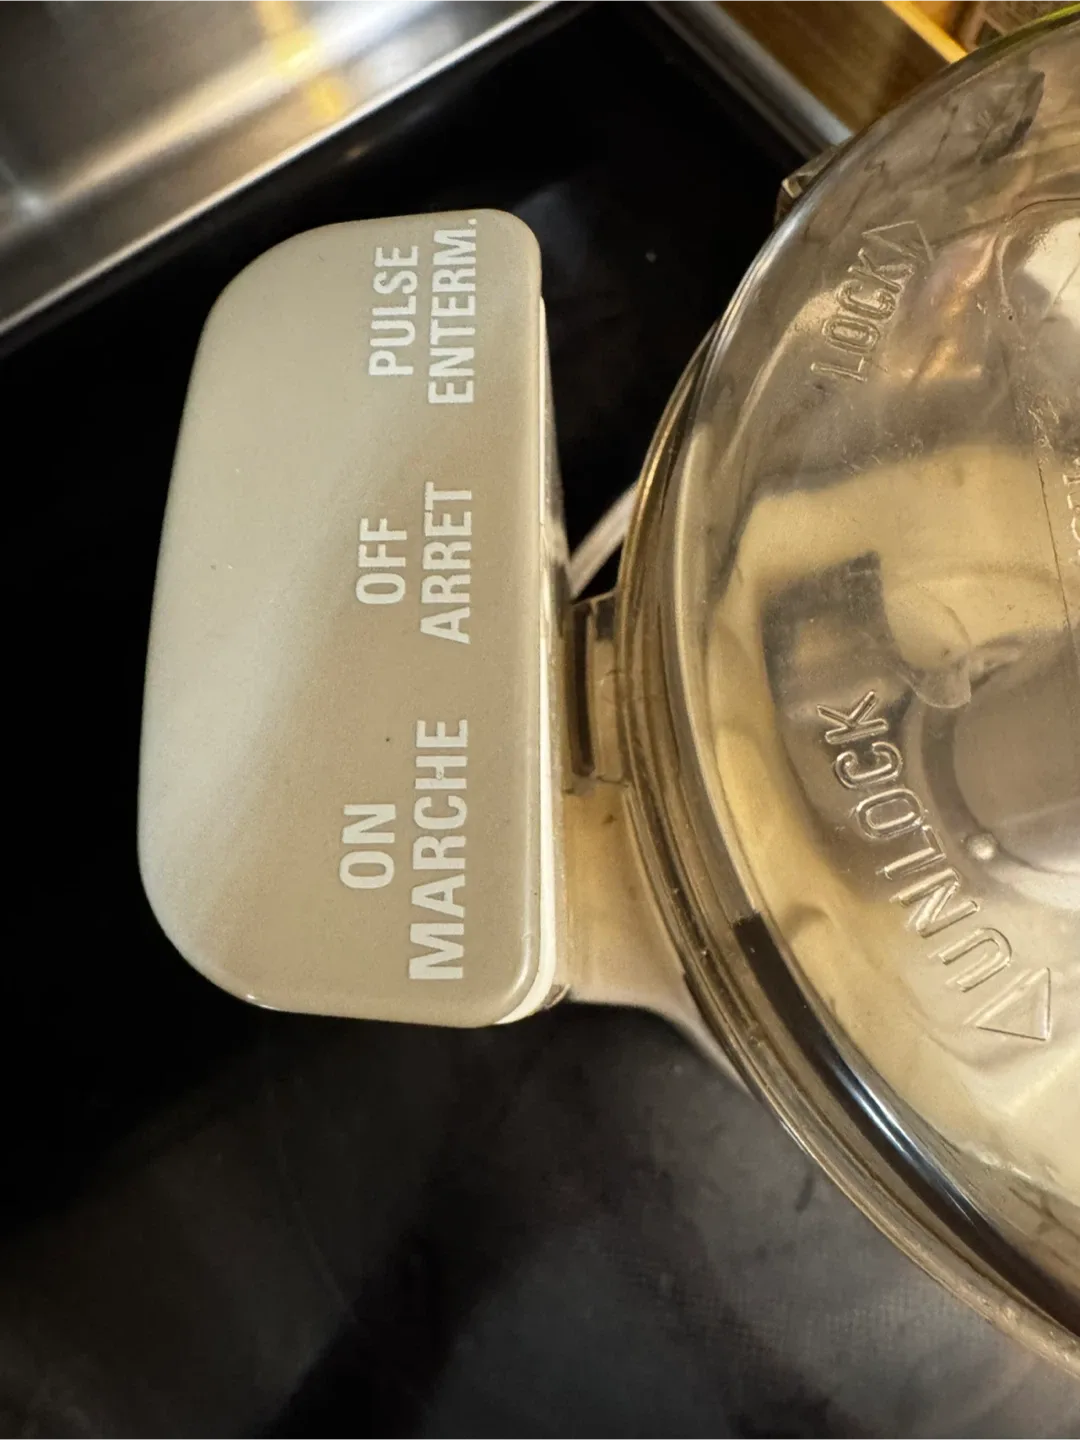 ON
MARCHE
OFF
ARRET
PULSE
ENTERM.
LOCK
UNLOCK